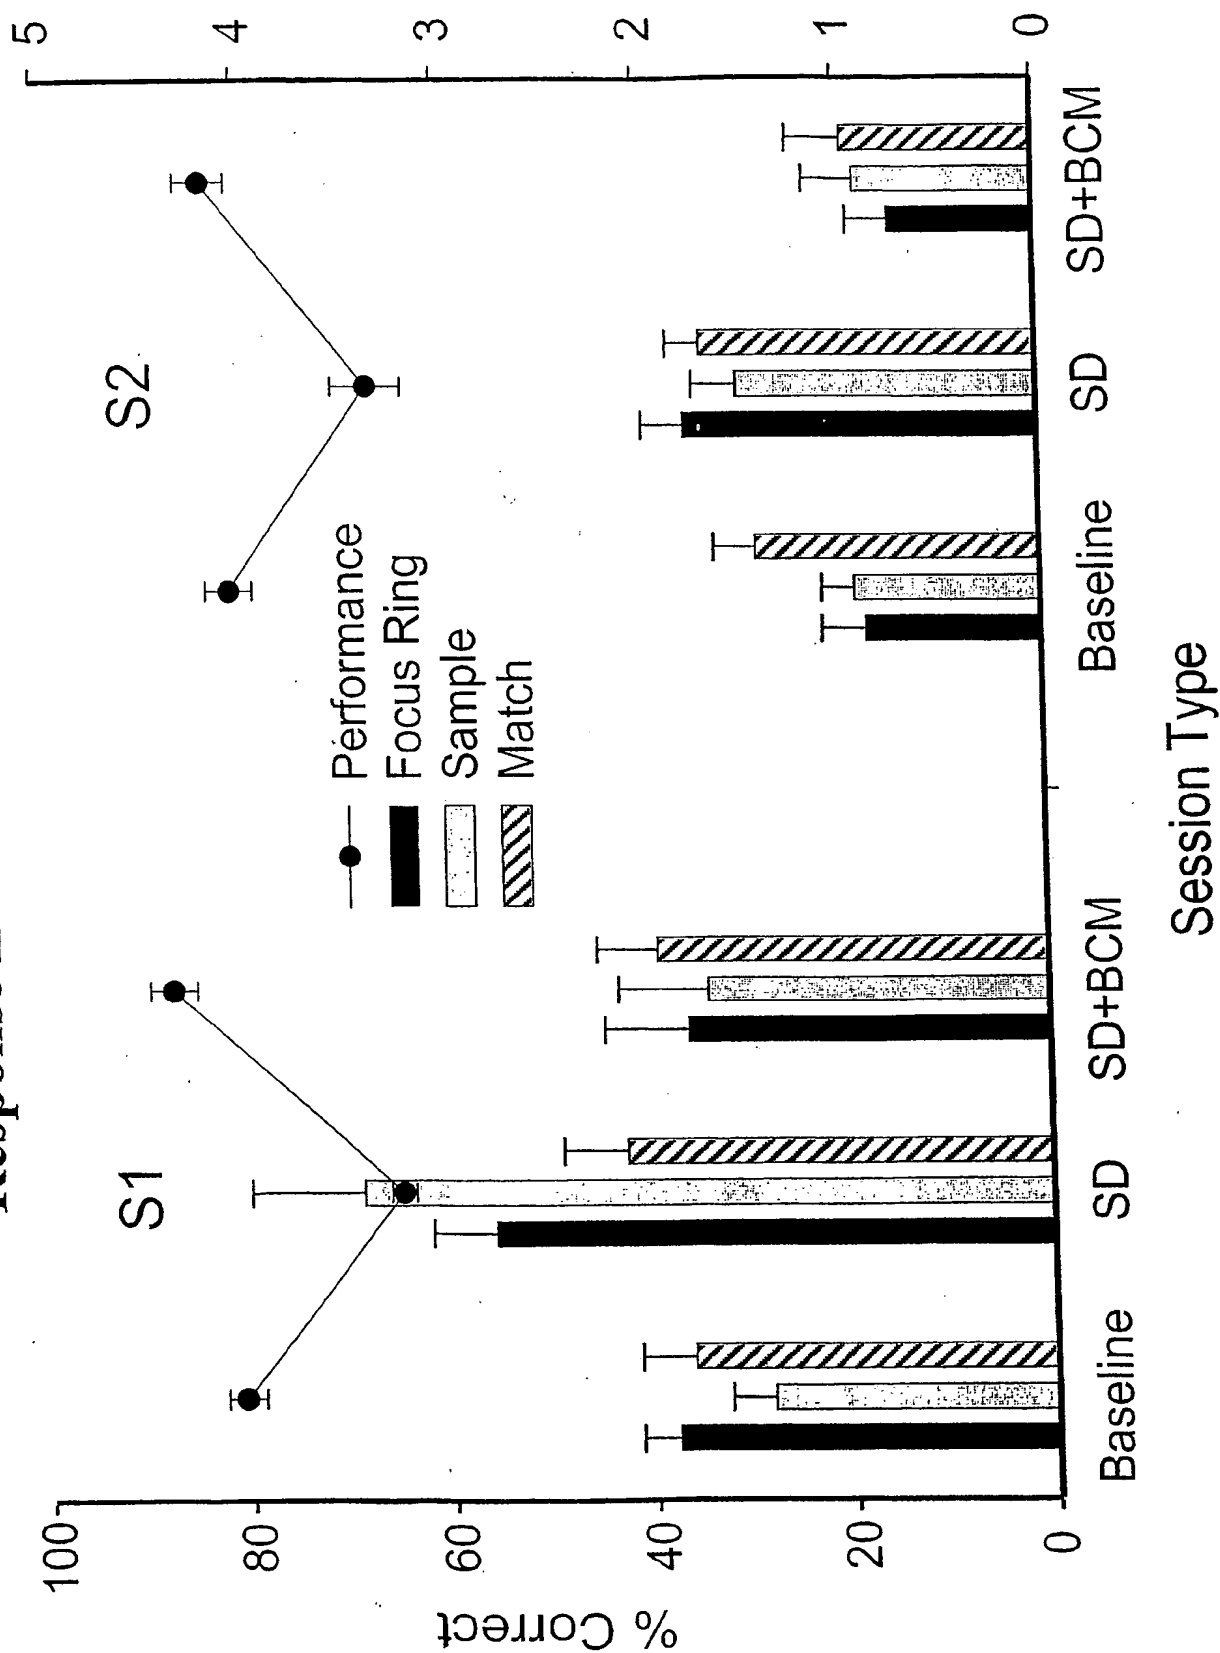 S1
S2
Performance
Focus Ring
Sample
Match
% Correct
100
80
60
40
20
0
5
4
3
2
1
0
Baseline
SD
SD+BCM
Baseline
SD
SD+BCM
Session Type